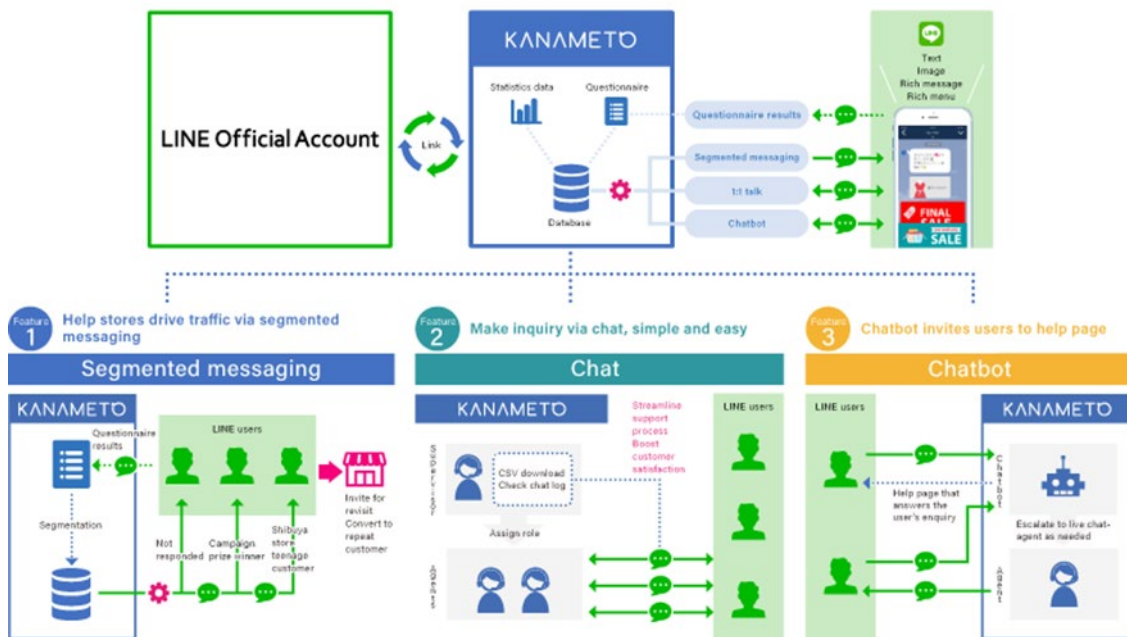 KANAMETO
LINE Official Account
Link
Statistics data
Questionnaire
Database
Questionnaire results
Segmented messaging
1:1 talk
Chatbot
LINE
Text
Image
Rich message
Rich menu
FINAL
SALE
SALE
Feature
1
Help stores drive traffic via segmented
messaging
Segmented messaging
KANAMETO
Questionnaire
results
Segmentation
LINE users
Not
responded
Campaign
prize winner
Shibuya
store
teenage
customer
Invite for
revisit
Convert to
repeat
customer
Feature
2
Make inquiry via chat, simple and easy
Chat
KANAMETO
Supervisor
CSV download
Check chat log
Assign role
Agents
Streamline
support
process
Boost
customer
satisfaction
LINE users
Feature
3
Chatbot invites users to help page
Chatbot
LINE users
Help page that
answers the
user's enquiry
KANAMETO
Chatbot
Escalate to live chat-
agent as needed
Agent